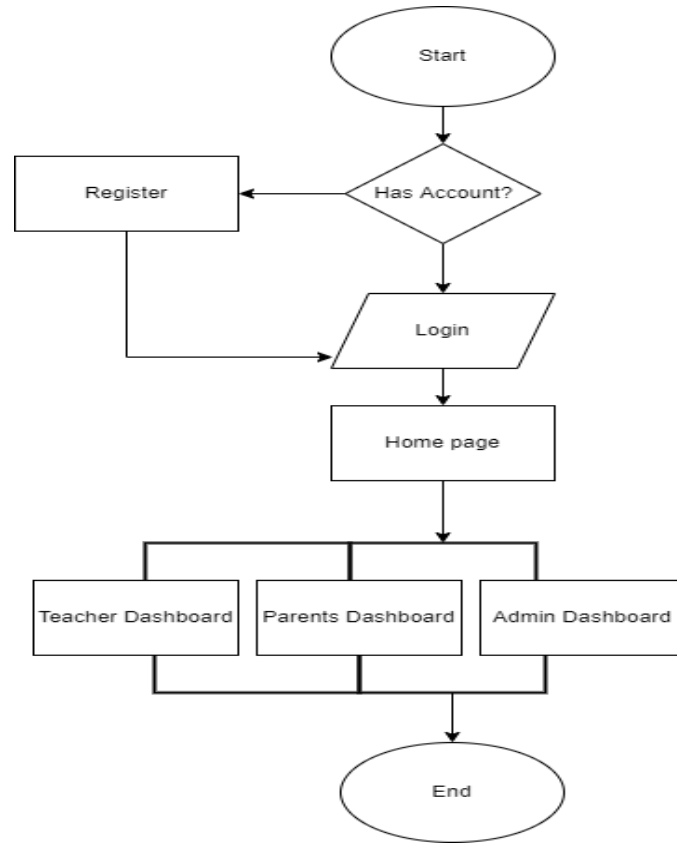 Start
Has Account?
Register
Login
Home page
Teacher Dashboard
Parents Dashboard
Admin Dashboard
End